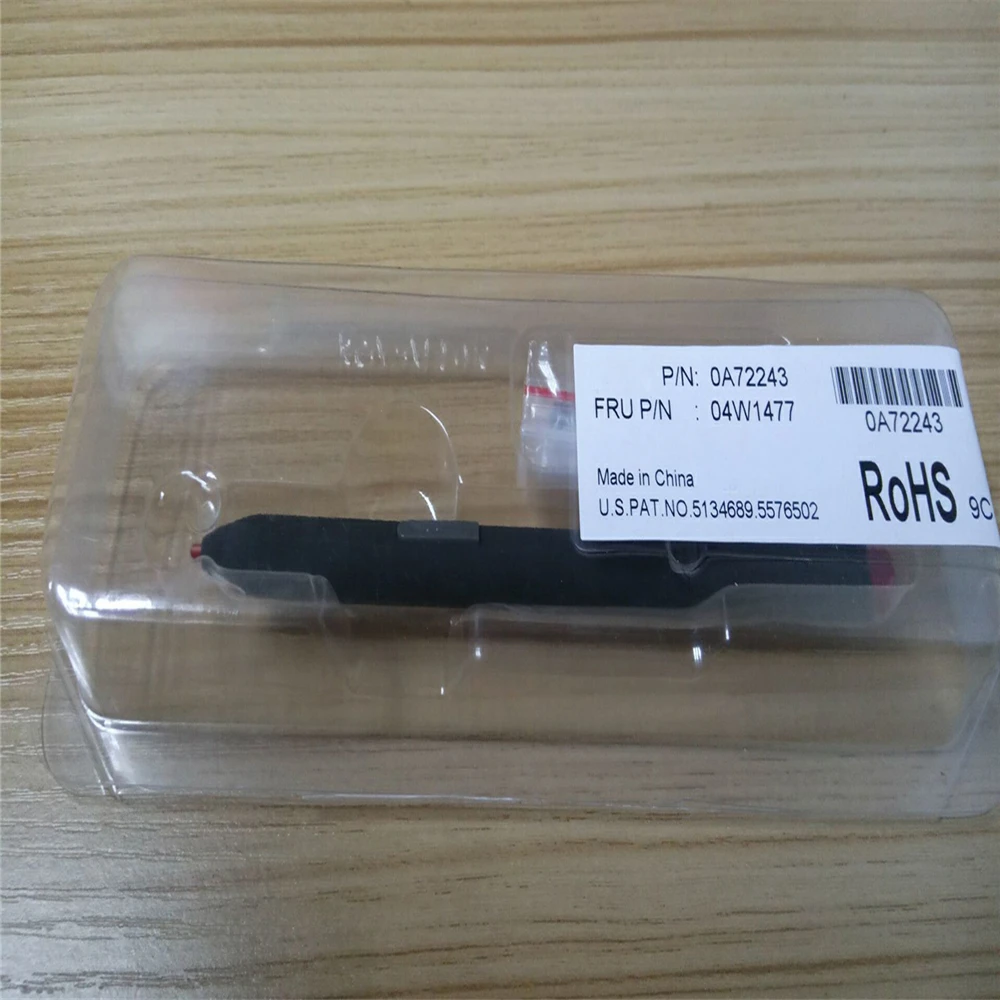 P/N: 0A72243
FRU P/N : 04W1477
0A72243
Made in China
U.S.PAT.NO.5134689.5576502
RoHS 9C